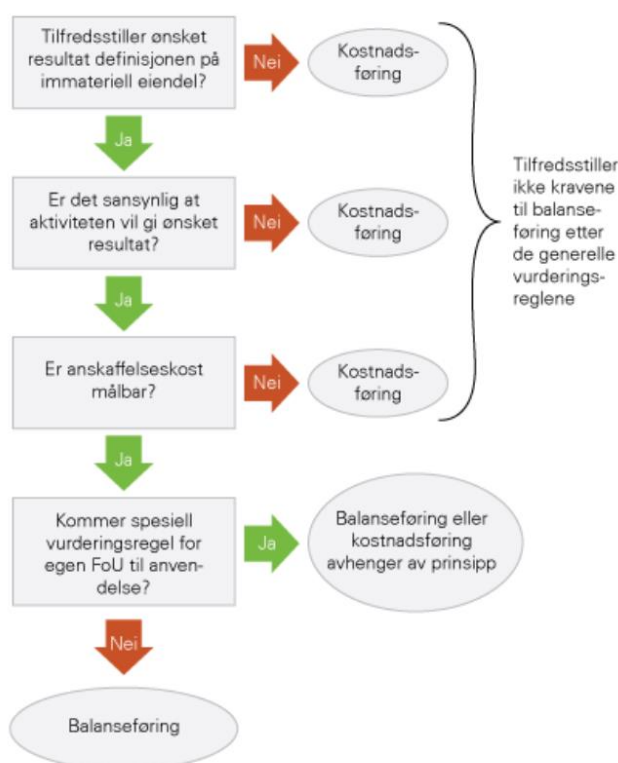 Tilfredsstiller ønsket
resultat definisjonen på
immateriell eiendel?
Nei
Kostnads-
føring
Ja
Er det sansynlig at
aktiviteten vil gi ønsket
resultat?
Nei
Kostnads-
føring
Tilfredsstiller
ikke kravene
til balanse-
føring etter
de generelle
vurderings-
reglene
Ja
Er anskaffelseskost
målbar?
Nei
Kostnads-
føring
Ja
Kommer spesiell
vurderingsregel for
egen FoU til anven-
delse?
Ja
Balanseføring eller
kostnadsføring
avhenger av prinsipp
Nei
Balanseføring